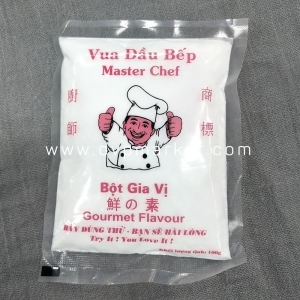 Vua Đầu Bếp
Master Chef
廚師
商標
Bột Gia Vị
鮮の素
Gourmet Flavour
HÃY DÙNG THỬ - BẠN SẼ HÀI LÒNG
Try It ! You Love It !
100g